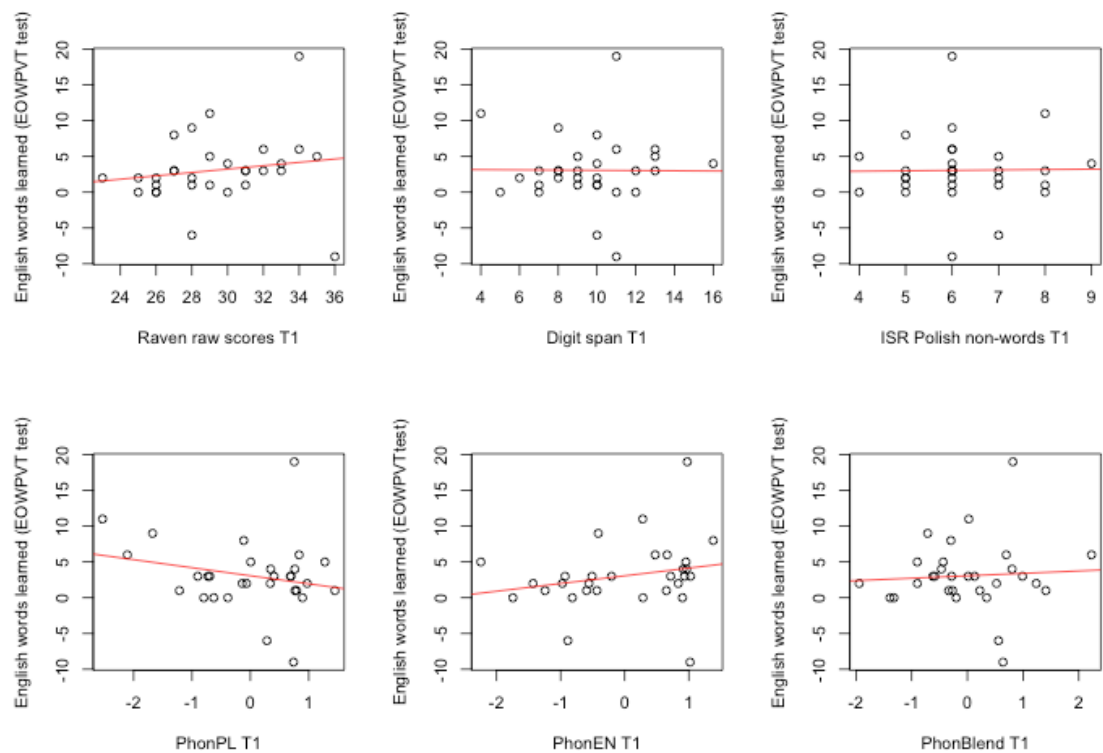 English words learned (EOWPVT test)
20
15
10
5
0
-5
-10
24 26 28 30 32 34 36
Raven raw scores T1
English words learned (EOWPVT test)
20
15
10
5
0
-5
-10
4 6 8 10 12 14 16
Digit span T1
English words learned (EOWPVT test)
20
15
10
5
0
-5
-10
4 5 6 7 8 9
ISR Polish non-words T1
English words learned (EOWPVT test)
20
15
10
5
0
-5
-10
-2 -1 0 1
PhonPL T1
English words learned (EOWPVTtest)
20
15
10
5
0
-5
-10
-2 -1 0 1
PhonEN T1
English words learned (EOWPVT test)
20
15
10
5
0
-5
-10
-2 -1 0 1 2
PhonBlend T1